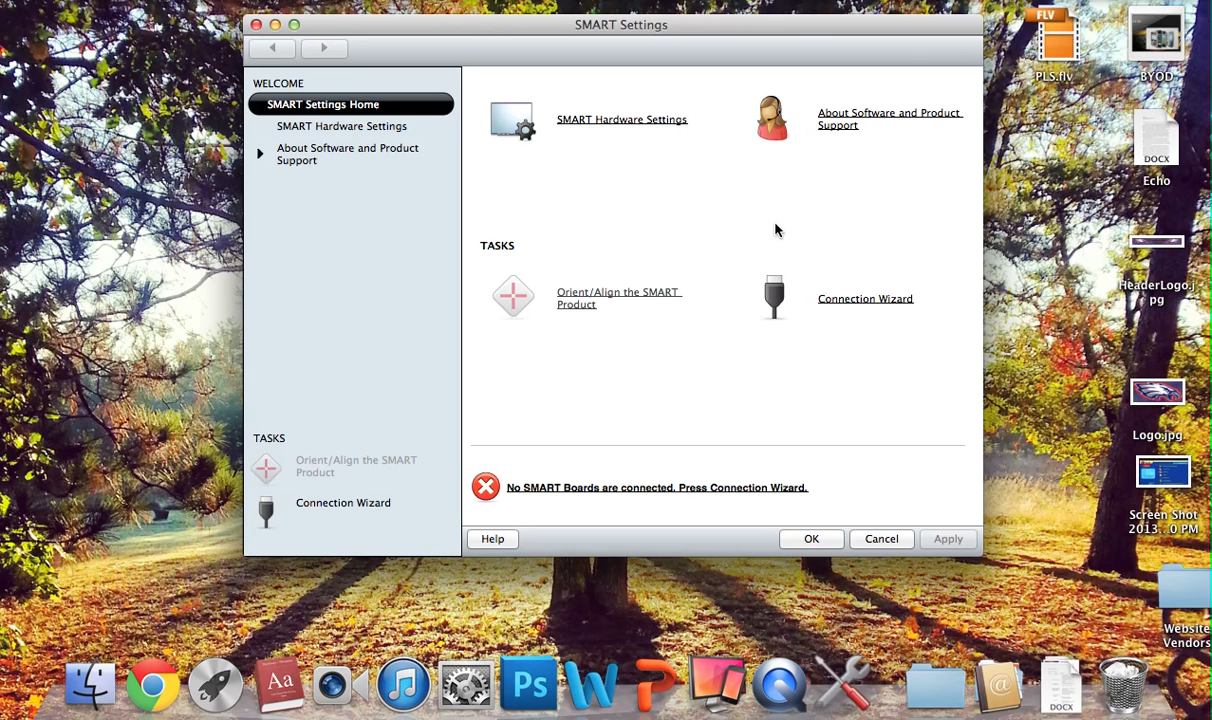 SMART Settings
WELCOME
SMART Settings Home
SMART Hardware Settings
About Software and Product
Support
TASKS
Orient/Align the SMART
Product
Connection Wizard
SMART Hardware Settings
About Software and Product
Support
TASKS
Orient/Align the SMART
Product
Connection Wizard
No SMART Boards are connected. Press Connection Wizard.
Help
OK
Cancel
Apply
FLV
PLS.flv
BYOD
DOCX
Echo
HeaderLogo.j
pg
Logo.jpg
Screen Shot
2013...0 PM
Website
Vendors
Aa
Ps
W
P
@
DOCX